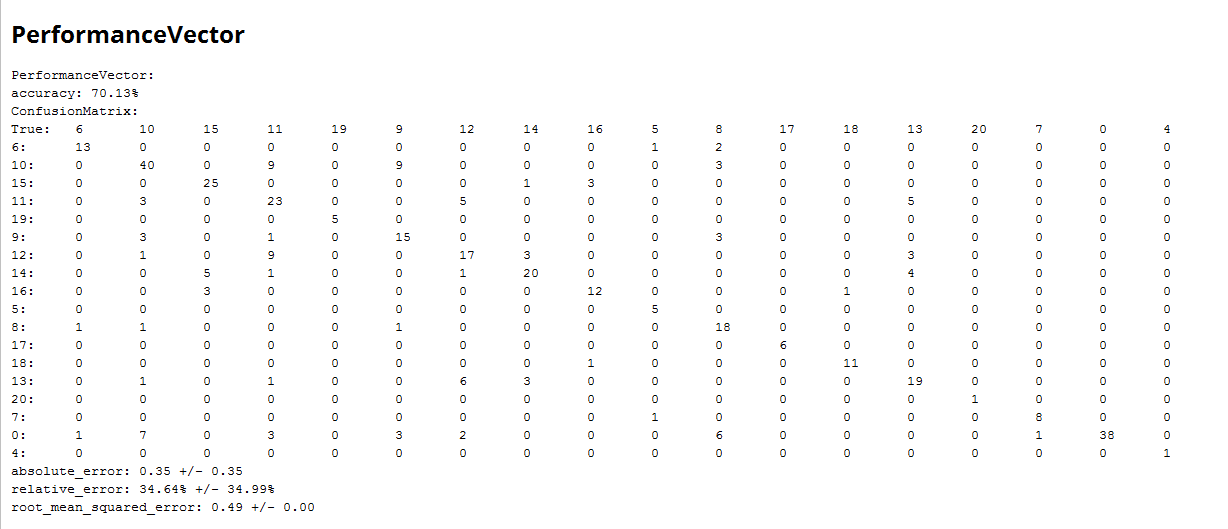 PerformanceVector
PerformanceVector:
accuracy: 70.13%
ConfusionMatrix:
True: 6 10 15 11 19 9 12 14 16 5 8 17 18 13 20 7 0 4
6: 13 0 0 0 0 0 0 0 0 1 2 0 0 0 0 0 0 0
10: 0 40 0 9 0 9 0 0 0 0 3 0 0 0 0 0 0 0
15: 0 0 25 0 0 0 0 1 3 0 0 0 0 0 0 0 0 0
11: 0 3 0 23 0 0 5 0 0 0 0 0 0 5 0 0 0 0
19: 0 0 0 0 5 0 0 0 0 0 0 0 0 0 0 0 0 0
9: 0 3 0 1 0 15 0 0 0 0 3 0 0 0 0 0 0 0
12: 0 1 0 9 0 0 17 3 0 0 0 0 0 3 0 0 0 0
14: 0 0 5 1 0 0 1 20 0 0 0 0 0 4 0 0 0 0
16: 0 0 3 0 0 0 0 0 12 0 0 0 1 0 0 0 0 0
5: 0 0 0 0 0 0 0 0 0 5 0 0 0 0 0 0 0 0
8: 1 1 0 0 0 1 0 0 0 0 18 0 0 0 0 0 0 0
17: 0 0 0 0 0 0 0 0 0 0 0 6 0 0 0 0 0 0
18: 0 0 0 0 0 0 0 0 1 0 0 0 11 0 0 0 0 0
13: 0 1 0 1 0 0 6 3 0 0 0 0 0 19 0 0 0 0
20: 0 0 0 0 0 0 0 0 0 0 0 0 0 0 1 0 0 0
7: 0 0 0 0 0 0 0 0 0 1 0 0 0 0 0 8 0 0
0: 1 7 0 3 0 3 2 0 0 0 6 0 0 0 0 1 38 0
4: 0 0 0 0 0 0 0 0 0 0 0 0 0 0 0 0 0 1
absolute_error: 0.35 +/- 0.35
relative_error: 34.64% +/- 34.99%
root_mean_squared_error: 0.49 +/- 0.00